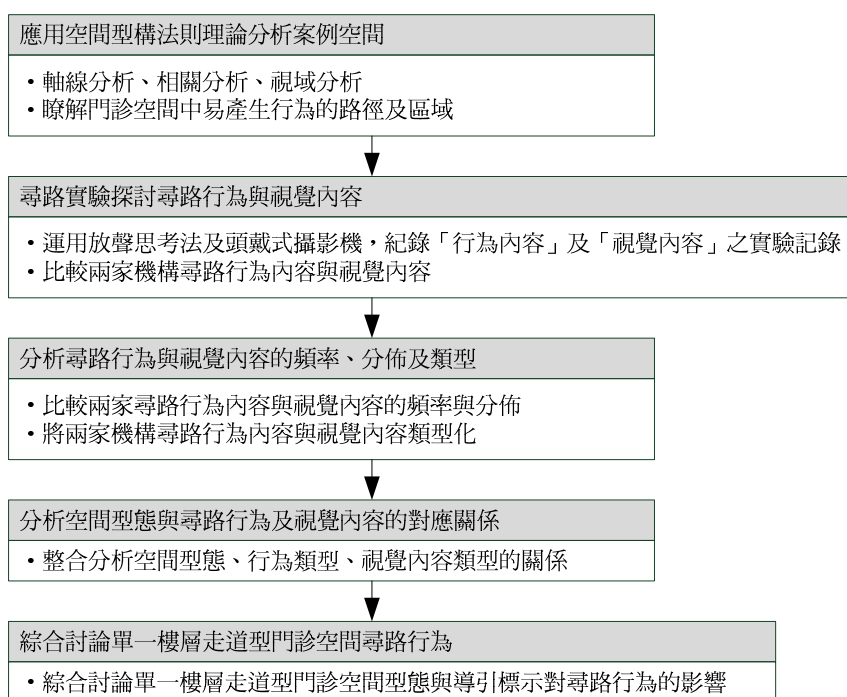 應用空間型構法則理論分析案例空間
・軸線分析、相關分析、視域分析
・瞭解門診空間中易產生行為的路徑及區域
尋路實驗探討尋路行為與視覺內容
・運用放聲思考法及頭戴式攝影機，紀錄「行為內容」及「視覺內容」之實驗記錄
・比較兩家機構尋路行為內容與視覺內容
分析尋路行為與視覺內容的頻率、分佈及類型
・比較兩家尋路行為內容與視覺內容的頻率與分佈
・將兩家機構尋路行為內容與視覺內容類型化
分析空間型態與尋路行為及視覺內容的對應關係
・整合分析空間型態、行為類型、視覺內容類型的關係
綜合討論單一樓層走道型門診空間尋路行為
・綜合討論單一樓層走道型門診空間型態與導引標示對尋路行為的影響